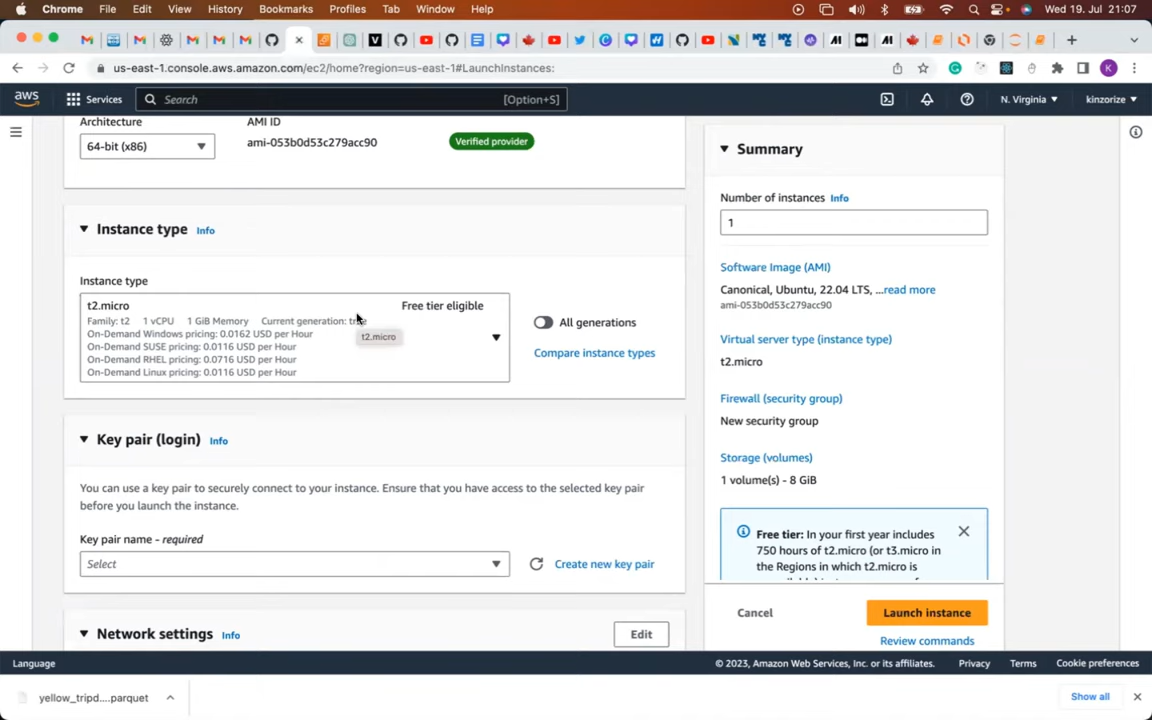 Chrome File Edit View History Bookmarks Profiles Tab Window Help Wed 19. Jul 21:07
us-east-1.console.aws.amazon.com/ec2/home?region=us-east-1#LaunchInstances: K
aws Services Search [Option+S] N. Virginia kinzorize
Architecture
64-bit (x86)
AMI ID
ami-053b0d53c279acc90
Verified provider
Instance type Info
Instance type
t2.micro Free tier eligible
Family: t2 1 vCPU 1 GiB Memory Current generation: true
On-Demand Windows pricing: 0.0162 USD per Hour
On-Demand SUSE pricing: 0.0116 USD per Hour
On-Demand RHEL pricing: 0.0716 USD per Hour
On-Demand Linux pricing: 0.0116 USD per Hour
t2.micro
All generations
Compare instance types
Key pair (login) Info
You can use a key pair to securely connect to your instance. Ensure that you have access to the selected key pair
before you launch the instance.
Key pair name - required
Select
Create new key pair
Network settings Info
Edit
Summary
Number of instances Info
1
Software Image (AMI)
Canonical, Ubuntu, 22.04 LTS, ...read more
ami-053b0d53c279acc90
Virtual server type (instance type)
t2.micro
Firewall (security group)
New security group
Storage (volumes)
1 volume(s) - 8 GiB
Free tier: In your first year includes
750 hours of t2.micro (or t3.micro in
the Regions in which t2.micro is
Cancel
Launch instance
Review commands
Language © 2023, Amazon Web Services, Inc. or its affiliates. Privacy Terms Cookie preferences
yellow_tripd....parquet Show all